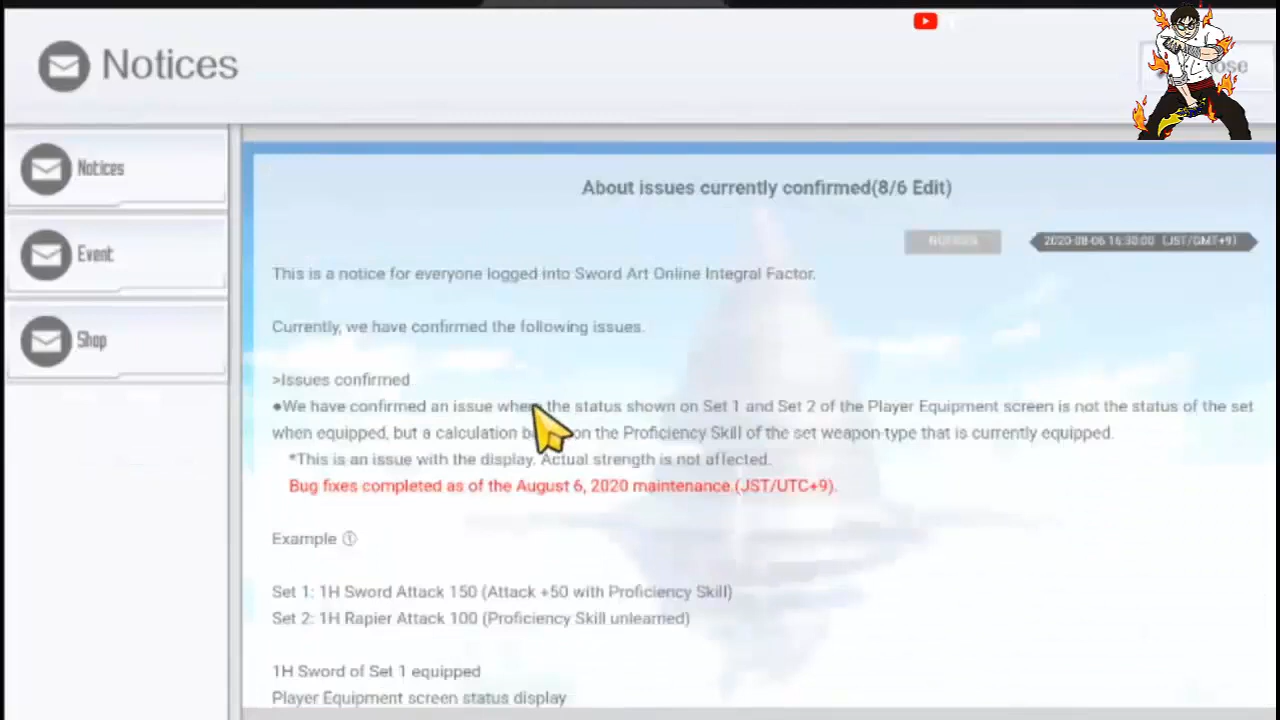 Notices
ose
Notices
Event
Shop
About issues currently confirmed(8/6 Edit)
2020-08-06 16:30:00 (JST/GMT+9)
This is a notice for everyone logged into Sword Art Online Integral Factor.
Currently, we have confirmed the following issues.
>Issues confirmed
●We have confirmed an issue where the status shown on Set 1 and Set 2 of the Player Equipment screen is not the status of the set
when equipped, but a calculation b on the Proficiency Skill of the set weapon type that is currently equipped.
*This is an issue with the display. Actual strength is not affected.
Bug fixes completed as of the August 6, 2020 maintenance.(JST/UTC+9).
Example ①
Set 1: 1H Sword Attack 150 (Attack +50 with Proficiency Skill)
Set 2: 1H Rapier Attack 100 (Proficiency Skill unlearned)
1H Sword of Set 1 equipped
Player Equipment screen status display